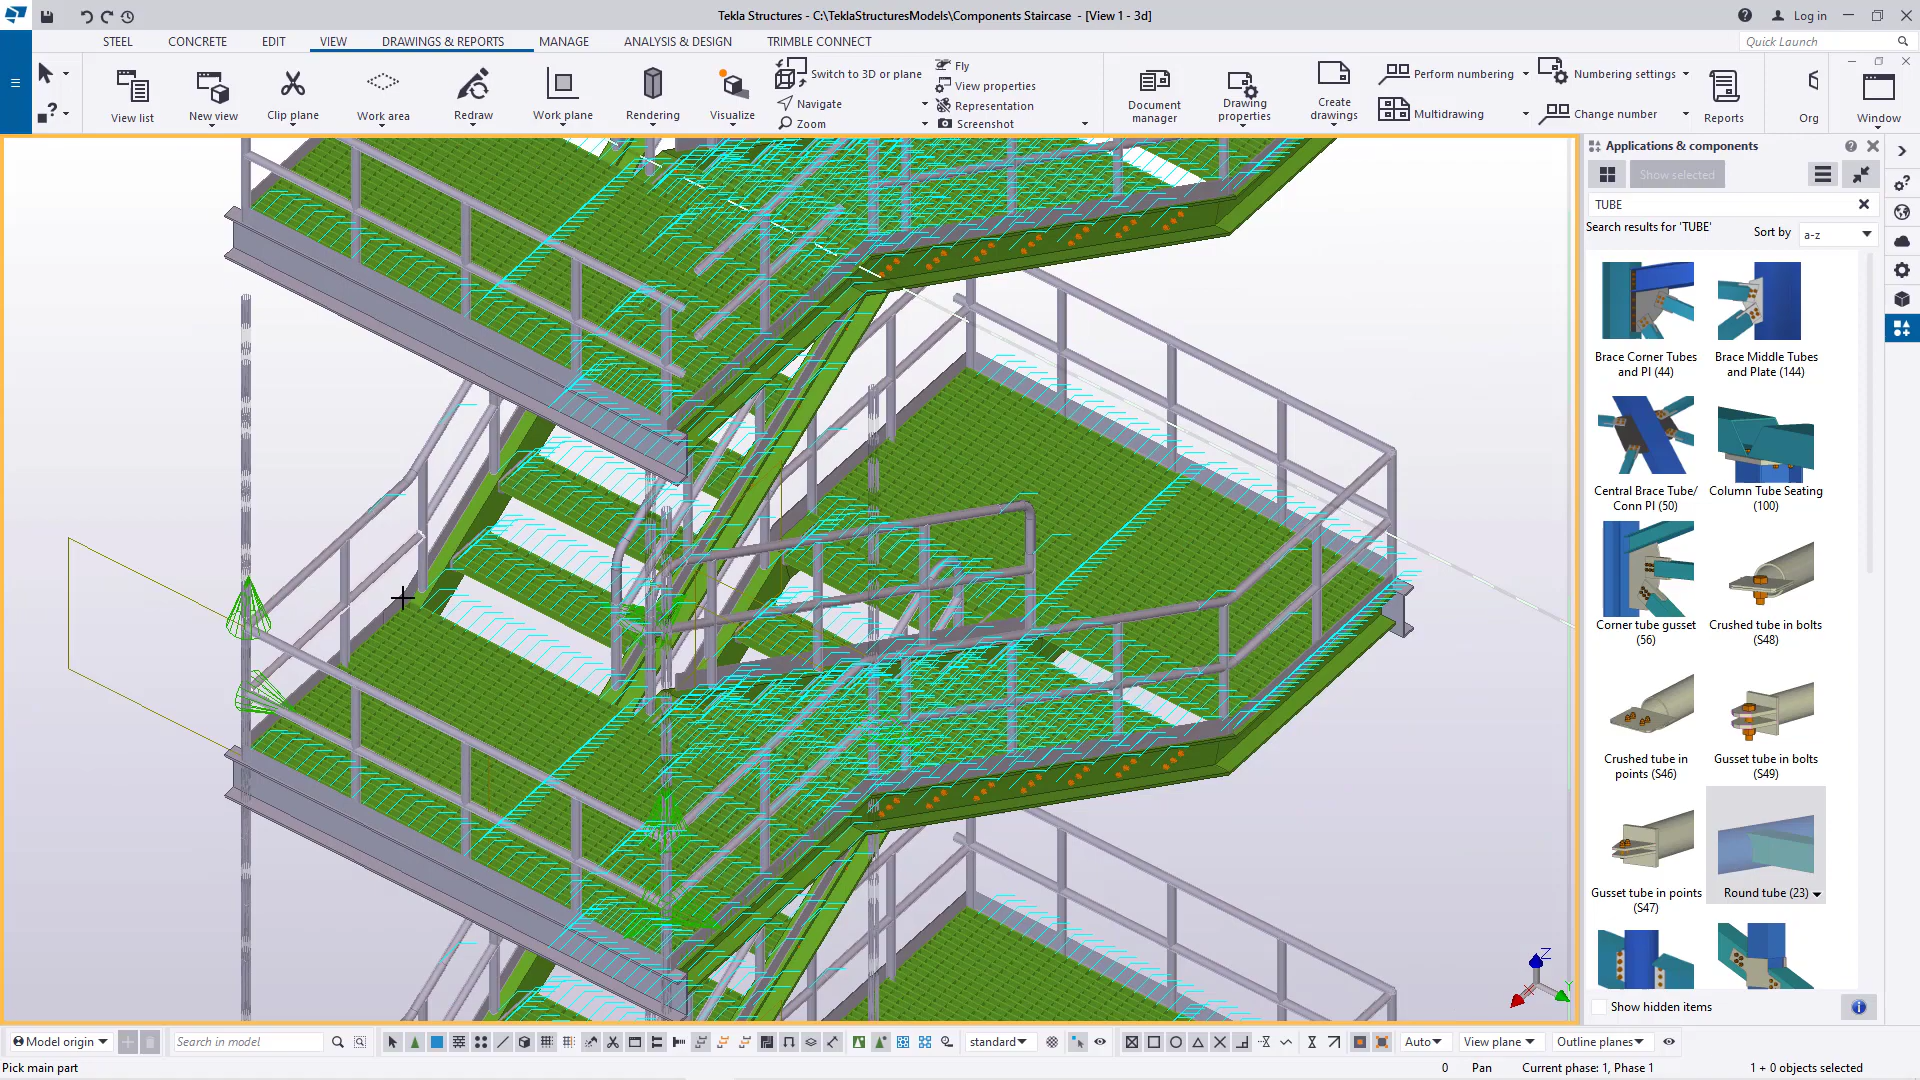 Tekla Structures - C:\TeklaStructuresModels\Components Staircase - [View 1 - 3d]
Log in
STEEL CONCRETE EDIT VIEW DRAWINGS & REPORTS MANAGE ANALYSIS & DESIGN TRIMBLE CONNECT
Quick Launch
View list
New view
Clip plane
Work area
Redraw
Work plane
Rendering
Visualize
Switch to 3D or plane
Navigate
Zoom
Fly
View properties
Representation
Screenshot
Document
manager
Drawing
properties
Create
drawings
Perform numbering
Multidrawing
Numbering settings
Change number
Reports
Org
Window
Applications & components
Show selected
TUBE
Search results for 'TUBE'
Sort by
a-z
Brace Corner Tubes
and Pl (44)
Brace Middle Tubes
and Plate (144)
Central Brace Tube/
Conn Pl (50)
Column Tube Seating
(100)
Corner tube gusset
(56)
Crushed tube in bolts
(S48)
Crushed tube in
points (S46)
Gusset tube in bolts
(S49)
Gusset tube in points
(S47)
Round tube (23)
Show hidden items
Z
Y
X
Model origin
Search in model
standard
Auto
View plane
Outline planes
Pick main part
0
Pan
Current phase: 1, Phase 1
1 + 0 objects selected